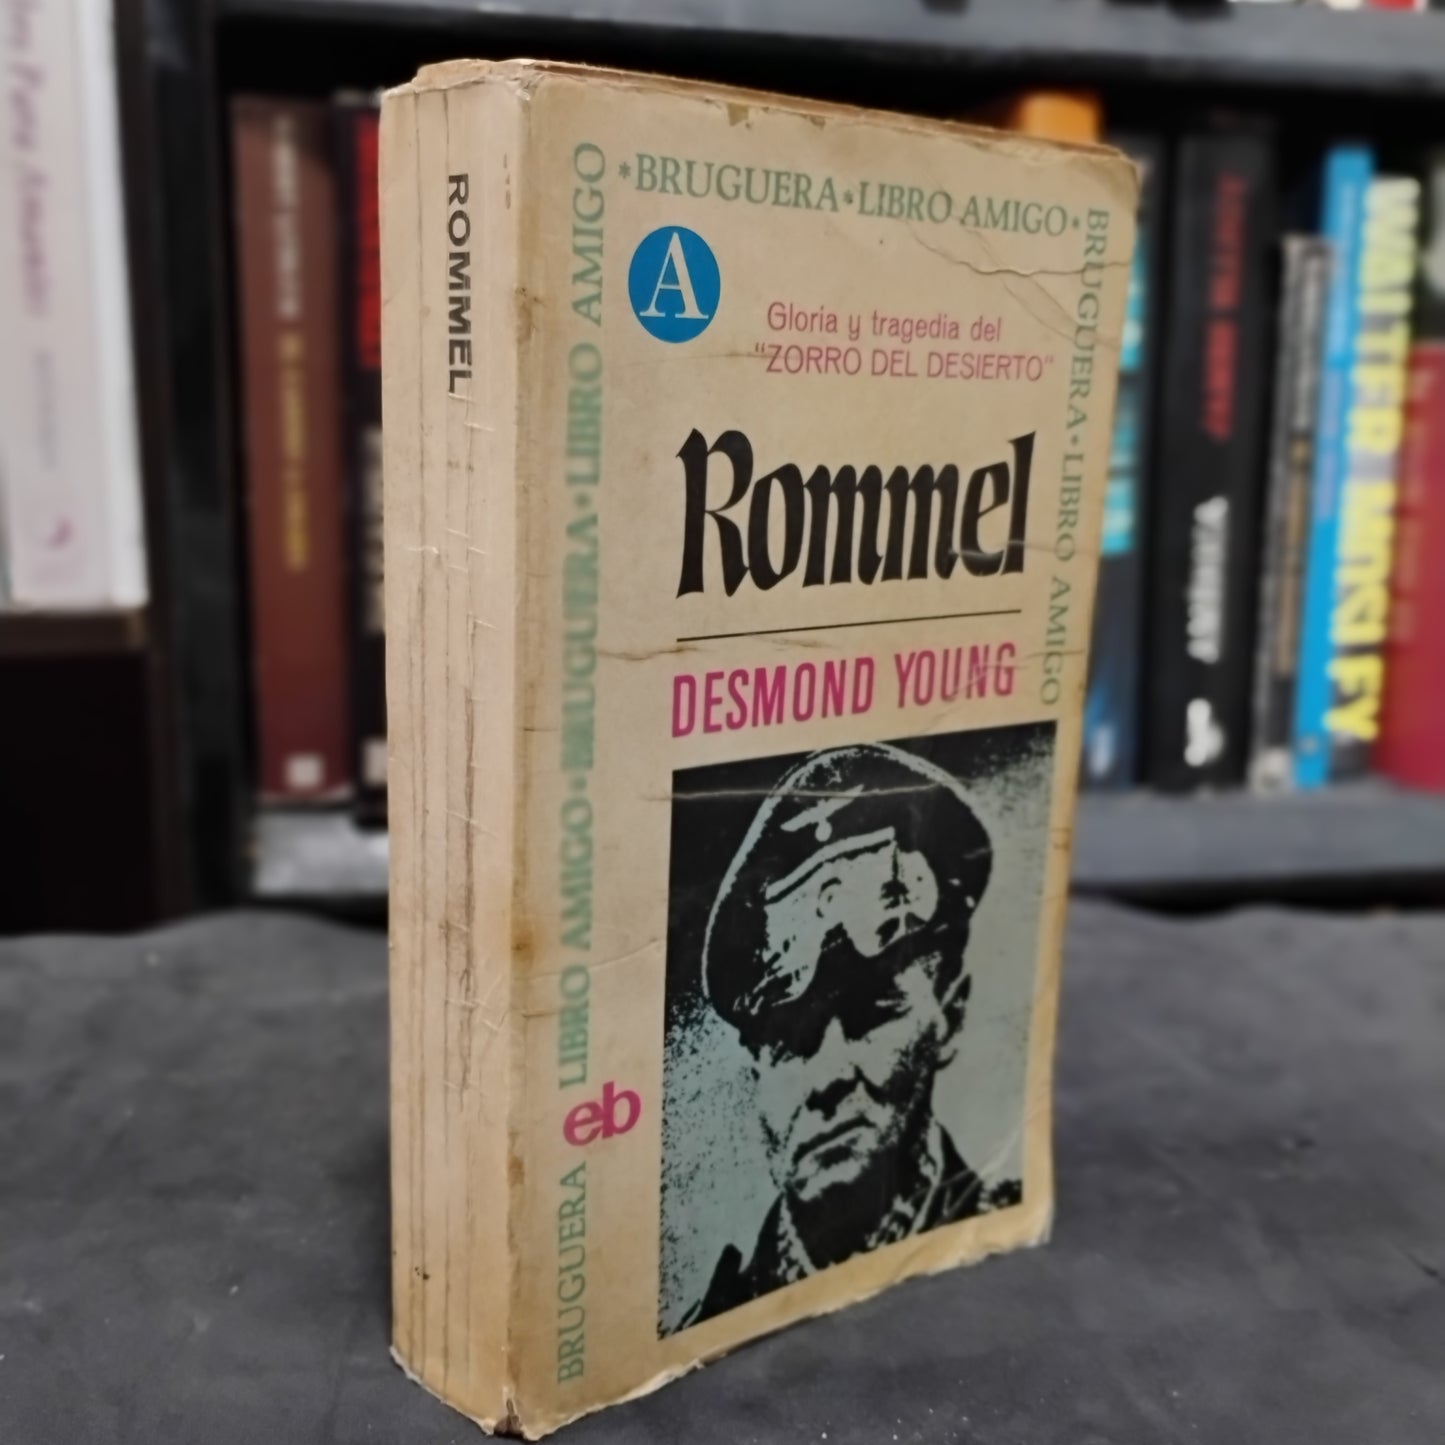 ROMMEL
*BRUGUERA*LIBRO AMIGO*
BRUGUERA*LIBRO AMIGO
BRUGUERA LIBRO AMIGO*BRUGUERA*LIBRO AMIGO
A
Gloria y tragedia del
"ZORRO DEL DESIERTO"
Rommel
DESMOND YOUNG
eb
WALTER